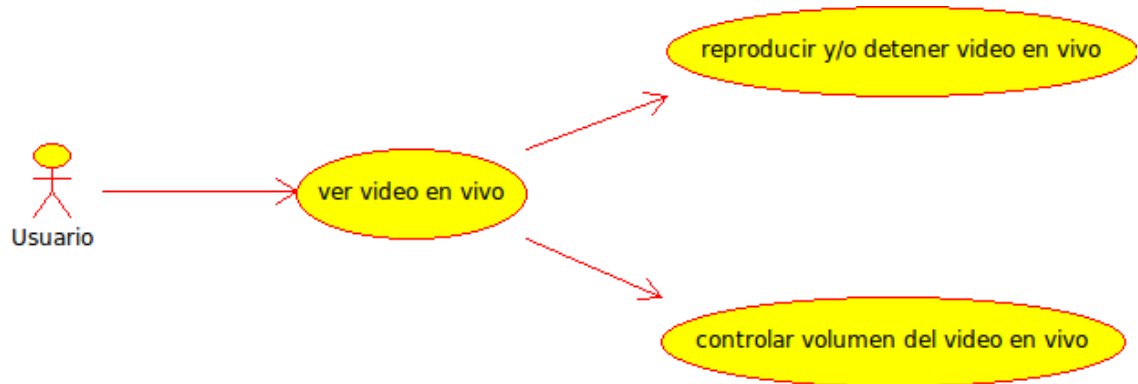 reproducir y/o detener video en vivo
ver video en vivo
Usuario
controlar volumen del video en vivo